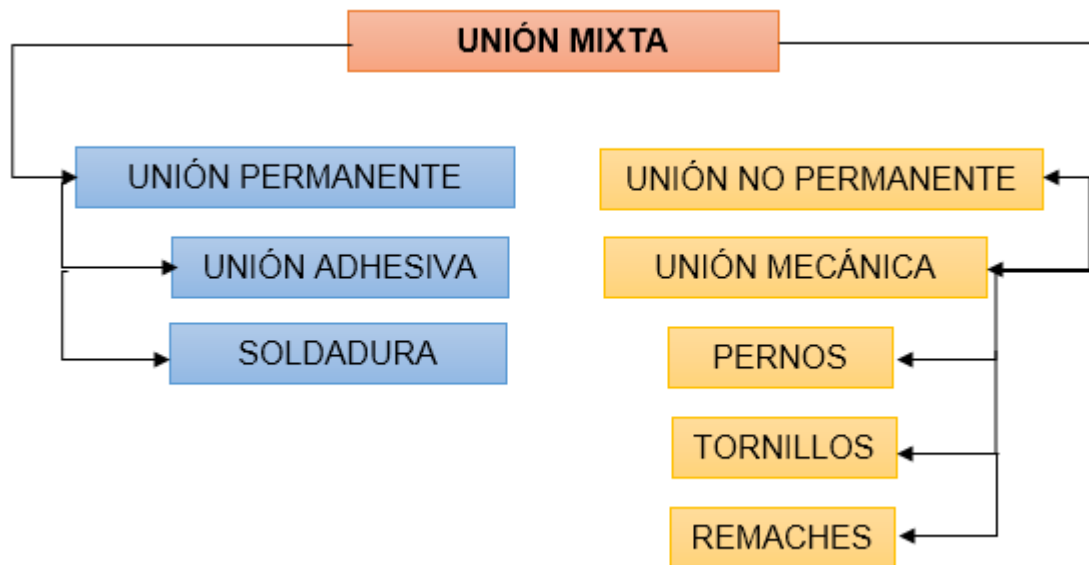 UNIÓN MIXTA
UNIÓN PERMANENTE
UNIÓN ADHESIVA
SOLDADURA
UNIÓN NO PERMANENTE
UNIÓN MECÁNICA
PERNOS
TORNILLOS
REMACHES